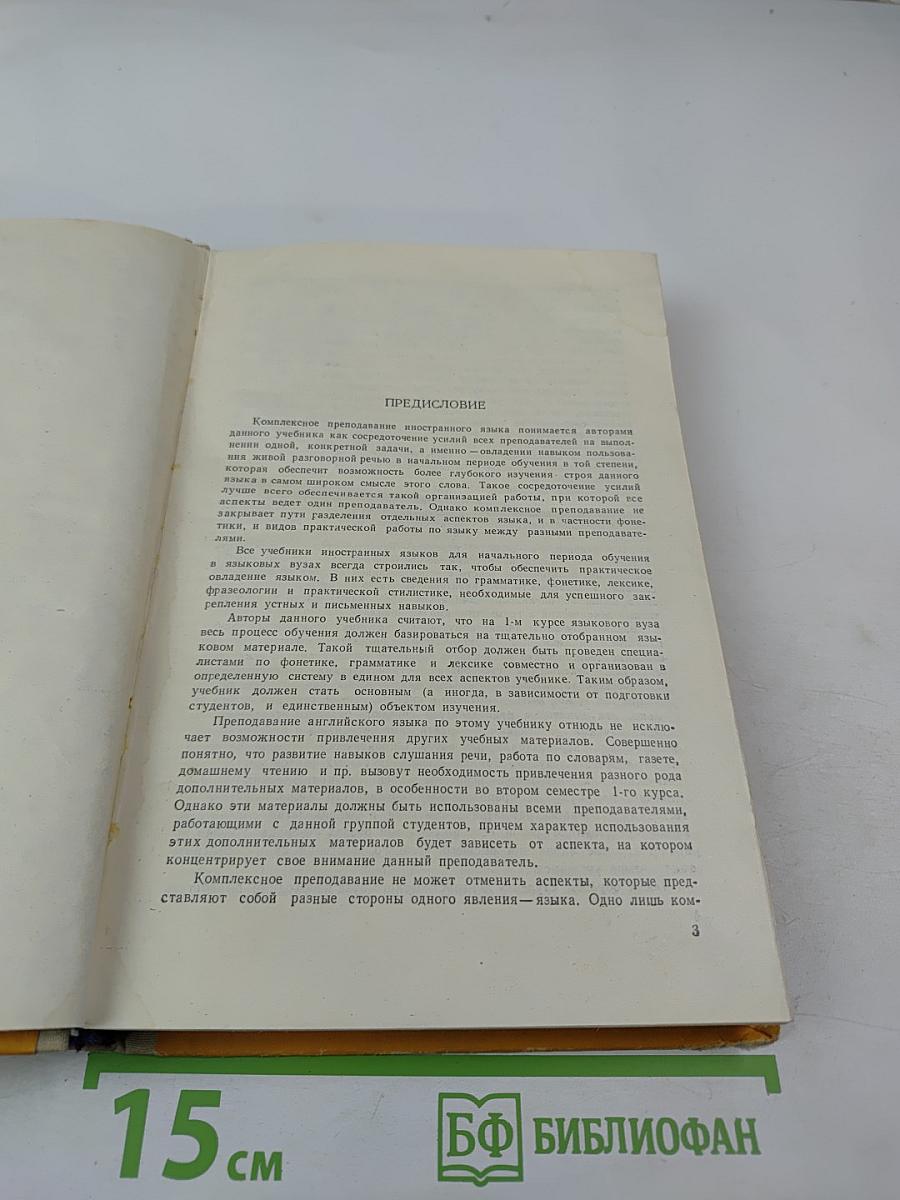 ПРЕДИСЛОВИЕ
Комплексное преподавание иностранного языка понимается авторами
данного учебника как сосредоточение усилий всех преподавателей на выпол-
нении одной, конкретной задачи, а именно — овладении навыком пользова-
ния живой разговорной речью в начальном периоде обучения в той степени,
которая обеспечит возможность более глубокого изучения строя данного
языка в самом широком смысле этого слова. Такое сосредоточение усилий
лучше всего обеспечивается такой организацией работы, при которой все
аспекты ведет один преподаватель. Однако комплексное преподавание не
закрывает пути разделения отдельных аспектов языка, и в частности фоне-
тики, и видов практической работы по языку между разными преподавате-
лями.
Все учебники иностранных языков для начального периода обучения
в языковых вузах всегда строились так, чтобы обеспечить практическое
овладение языком. В них есть сведения по грамматике, фонетике, лексике,
фразеологии и практической стилистике, необходимые для успешного зак-
репления устных и письменных навыков.
Авторы данного учебника считают, что на 1-м курсе языкового вуза
весь процесс обучения должен базироваться на тщательно отобранном язы-
ковом материале. Такой тщательный отбор должен быть проведен специа-
листами по фонетике, грамматике и лексике совместно и организован в
определенную систему в едином для всех аспектов учебнике. Таким образом,
учебник должен стать основным (а иногда, в зависимости от подготовки
студентов, и единственным) объектом изучения.
Преподавание английского языка по этому учебнику отнюдь не исклю-
чает возможности привлечения других учебных материалов. Совершенно
понятно, что развитие навыков слушания речи, работа по словарям, газете,
домашнему чтению и пр. вызовут необходимость привлечения разного рода
дополнительных материалов, в особенности во втором семестре 1-го курса.
Однако эти материалы должны быть использованы всеми преподавателями,
работающими с данной группой студентов, причем характер использования
этих дополнительных материалов будет зависеть от аспекта, на котором
концентрирует свое внимание данный преподаватель.
Комплексное преподавание не может отменить аспекты, которые пред-
ставляют собой разные стороны одного явления—языка. Одно лишь ком-
3
15 см
БФ БИБЛИОФАН